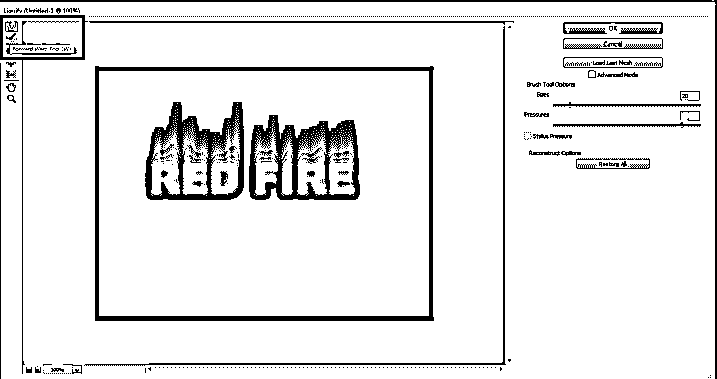 Liquify (Untitled-1 @ 100%)
Forward Warp Tool (W)
OK
Cancel
Load Last Mesh
Advanced Mode
Brush Tool Options
Size:
20
Pressure:
Stylus Pressure
Reconstruct Options
Restore All
RED FIRE
100%